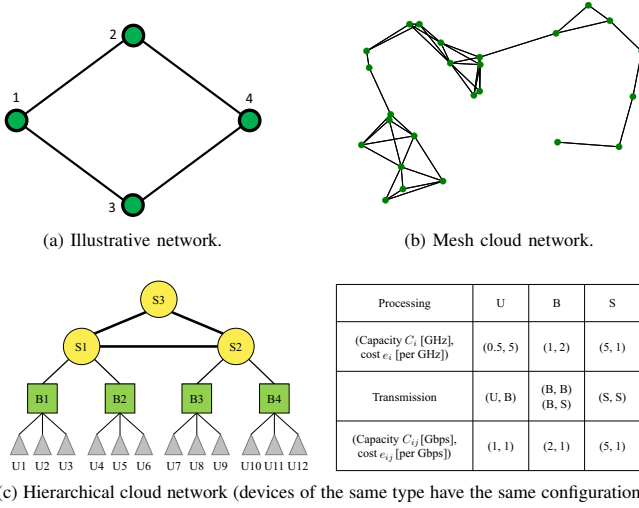 2
1
4
3
(a) Illustrative network.
(b) Mesh cloud network.
S3
S1
S2
B1
B2
B3
B4
U1 U2 U3 U4 U5 U6 U7 U8 U9 U10 U11 U12
Processing U B S
(Capacity C_i [GHz], cost e_i [per GHz]) (0.5, 5) (1, 2) (5, 1)
Transmission (U, B) (B, B) (B, S) (S, S)
(Capacity C_ij [Gbps], cost e_ij [per Gbps]) (1, 1) (2, 1) (5, 1)
(c) Hierarchical cloud network (devices of the same type have the same configuration